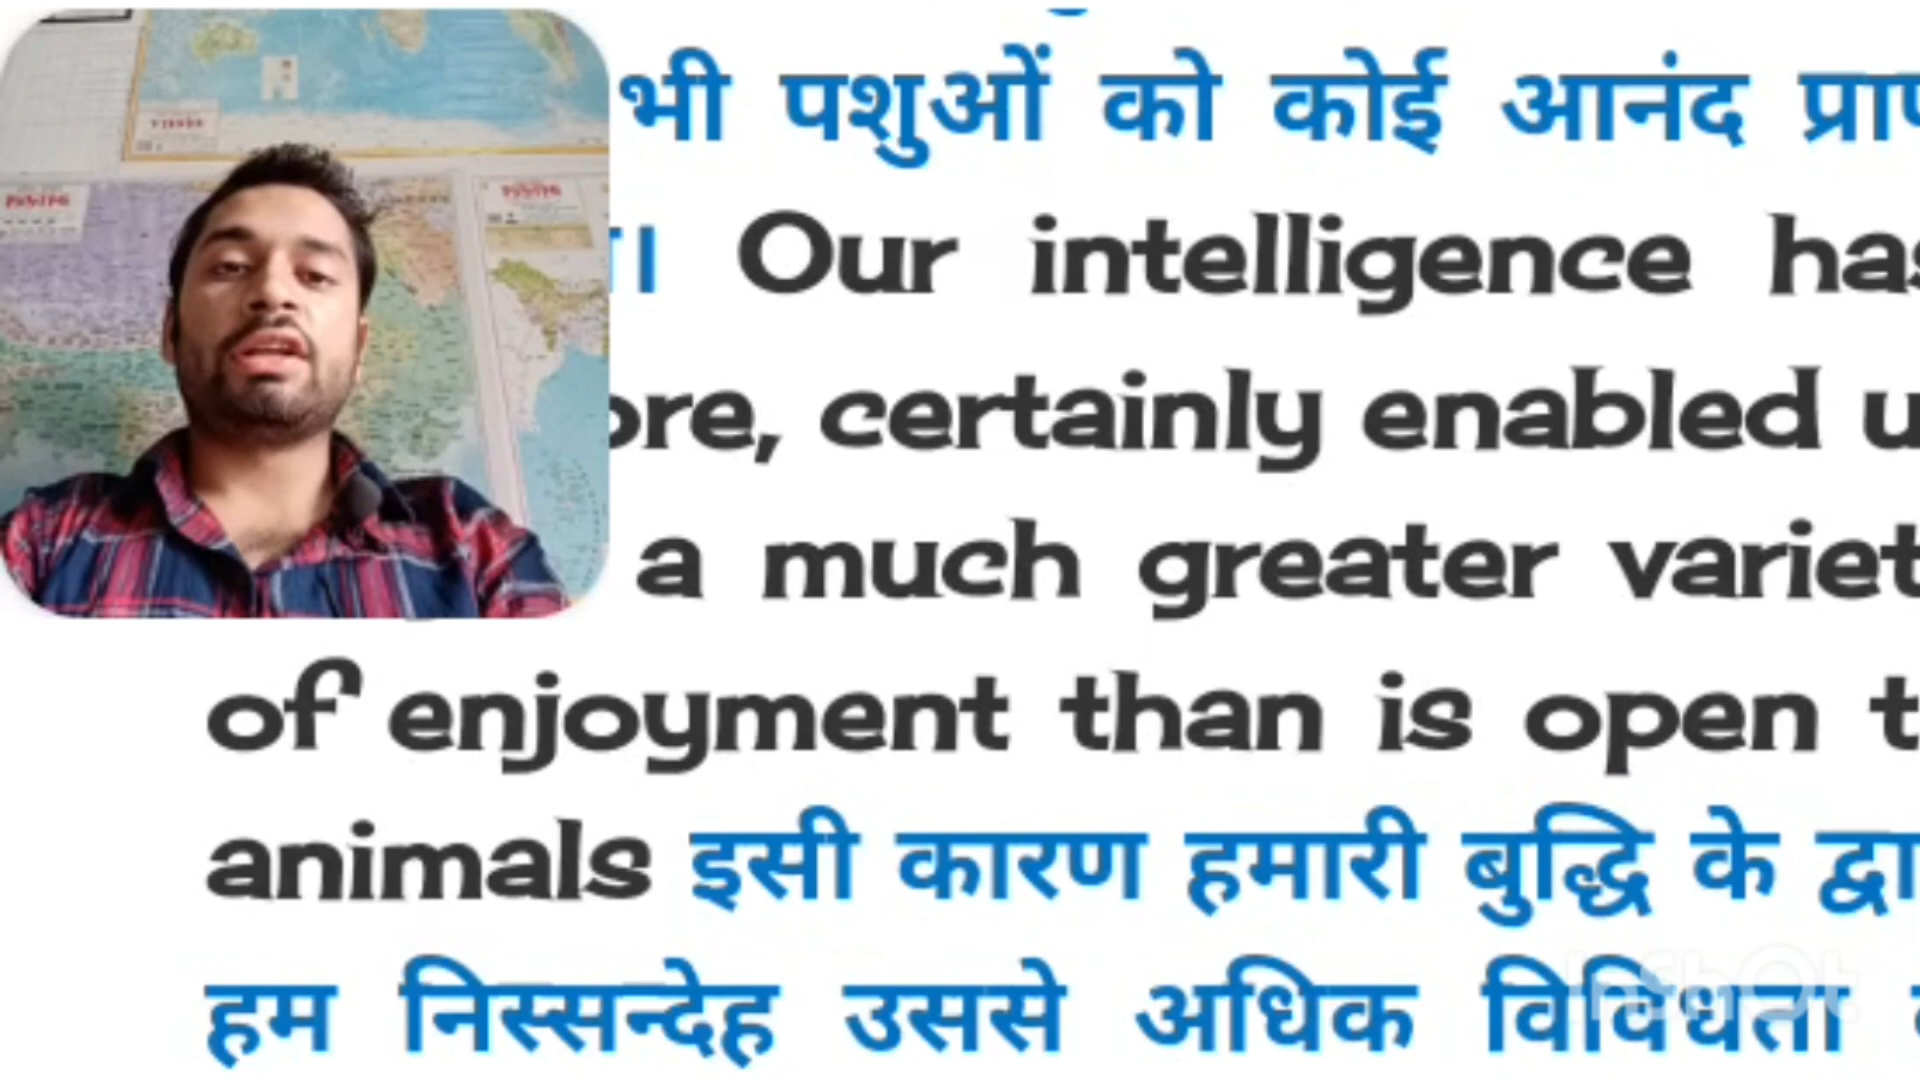 भी पशुओं को कोई आनंद
। Our intelligence
certainly enabled
a much greater
of enjoyment than is open
animals इसी कारण हमारी बुद्धि के
हम निस्सन्देह उससे अधिक विविधता
InShOt